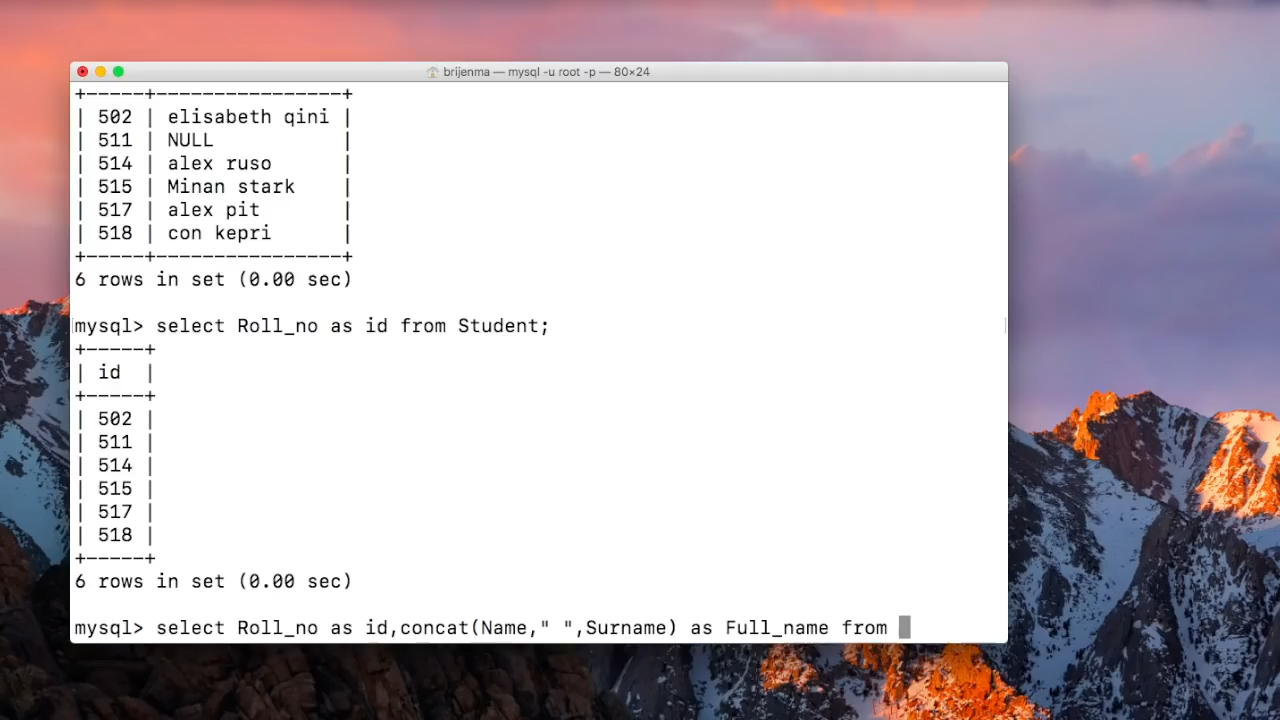 brijenma — mysql -u root -p — 80×24
+-----+---------------+
| 502 | elisabeth qini |
| 511 | NULL |
| 514 | alex ruso |
| 515 | Minan stark |
| 517 | alex pit |
| 518 | con kepri |
+-----+---------------+
6 rows in set (0.00 sec)
mysql> select Roll_no as id from Student;
+-----+
| id |
+-----+
| 502 |
| 511 |
| 514 |
| 515 |
| 517 |
| 518 |
+-----+
6 rows in set (0.00 sec)
mysql> select Roll_no as id,concat(Name," ",Surname) as Full_name from